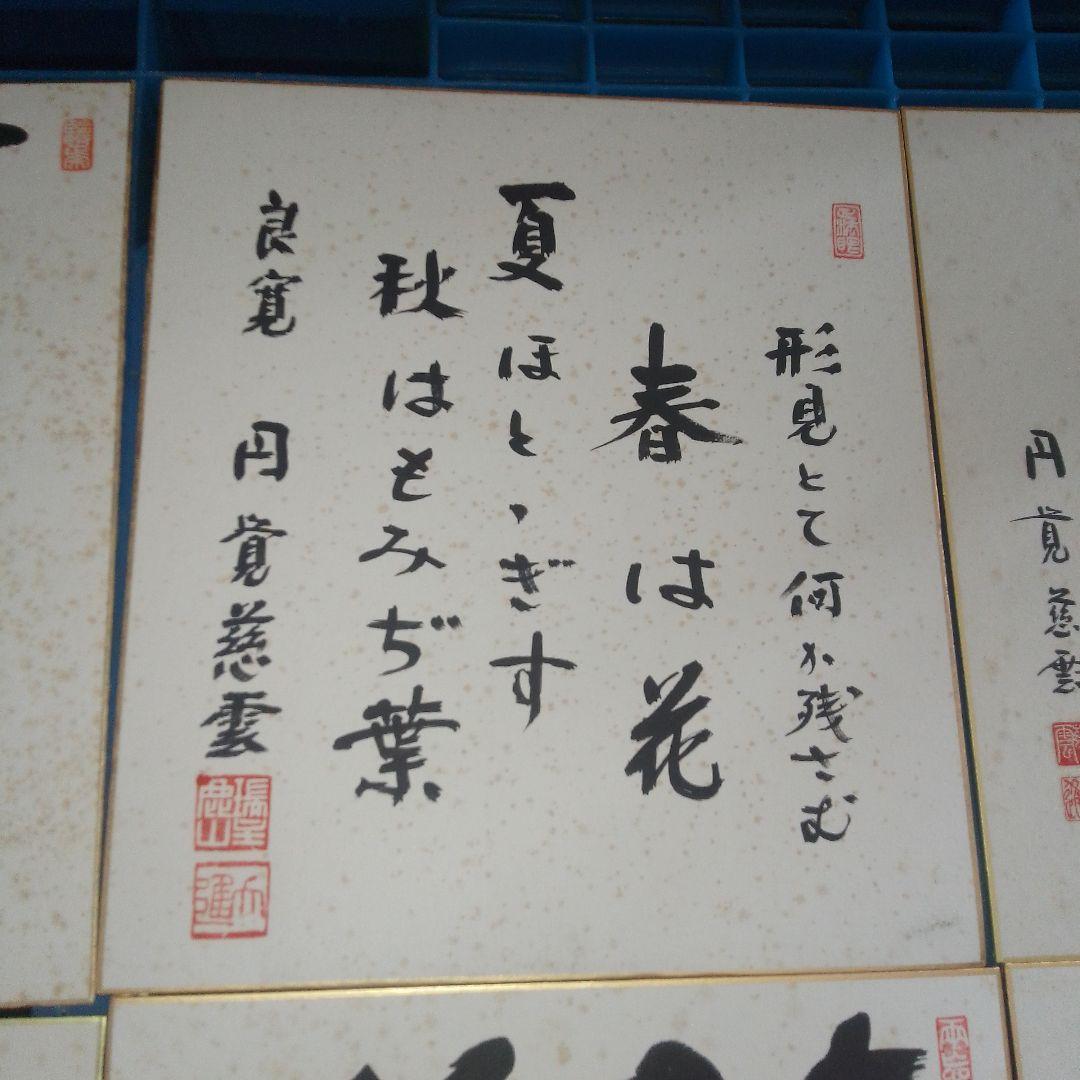 形見とて何か残さむ
春は花
夏ほとゝぎす
秋はもみぢ葉
良寛 円覚慈雲
円覚慈雲